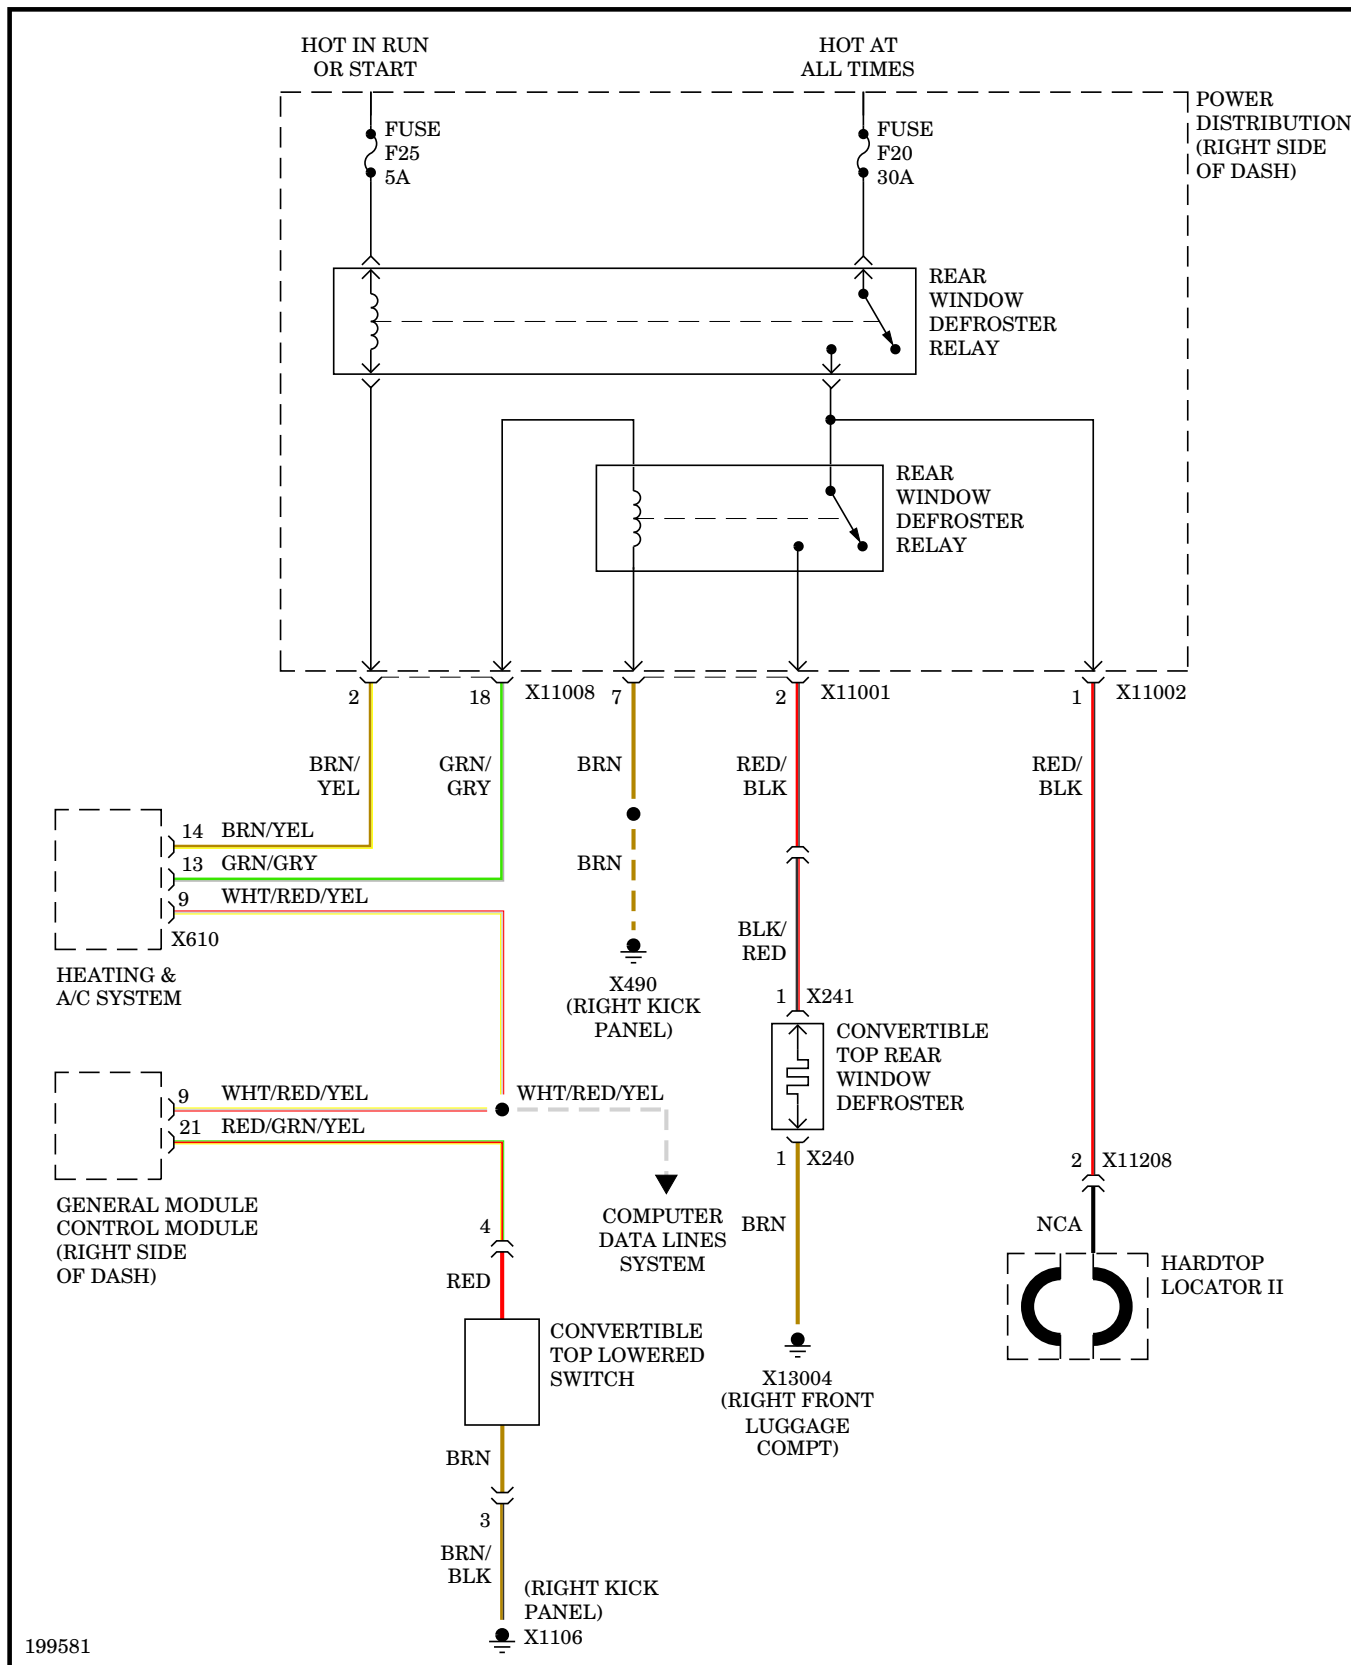 HOT IN RUN
OR START
HOT AT
ALL TIMES
POWER
DISTRIBUTION
(RIGHT SIDE
OF DASH)
FUSE
F25
5A
FUSE
F20
30A
REAR
WINDOW
DEFROSTER
RELAY
REAR
WINDOW
DEFROSTER
RELAY
2
18
X11008
7
2
X11001
1
X11002
BRN/
YEL
GRN/
GRY
BRN
RED/
BLK
RED/
BLK
14 BRN/YEL
13 GRN/GRY
9 WHT/RED/YEL
X610
HEATING &
A/C SYSTEM
BRN
X490
(RIGHT KICK
PANEL)
BLK/
RED
1 X241
CONVERTIBLE
TOP REAR
WINDOW
DEFROSTER
1 X240
BRN
X13004
(RIGHT FRONT
LUGGAGE
COMPT)
9 WHT/RED/YEL
21 RED/GRN/YEL
WHT/RED/YEL
GENERAL MODULE
CONTROL MODULE
(RIGHT SIDE
OF DASH)
COMPUTER
DATA LINES
SYSTEM
2 X11208
NCA
HARDTOP
LOCATOR II
4
RED
CONVERTIBLE
TOP LOWERED
SWITCH
BRN
3
BRN/
BLK
(RIGHT KICK
PANEL)
X1106
199581